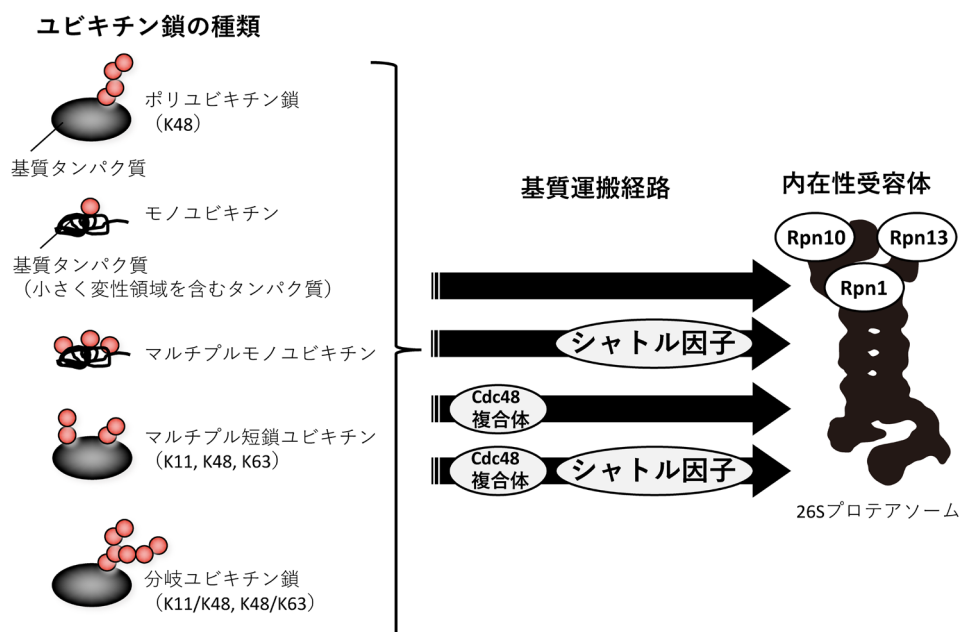 ユビキチン鎖の種類
ポリユビキチン鎖
（K48）
基質タンパク質
モノユビキチン
基質タンパク質
（小さく変性領域を含むタンパク質）
マルチプルモノユビキチン
マルチプル短鎖ユビキチン
（K11, K48, K63）
分岐ユビキチン鎖
（K11/K48, K48/K63）
基質運搬経路
シャトル因子
Cdc48
複合体
Cdc48
複合体
シャトル因子
内在性受容体
Rpn10
Rpn13
Rpn1
26Sプロテアソーム